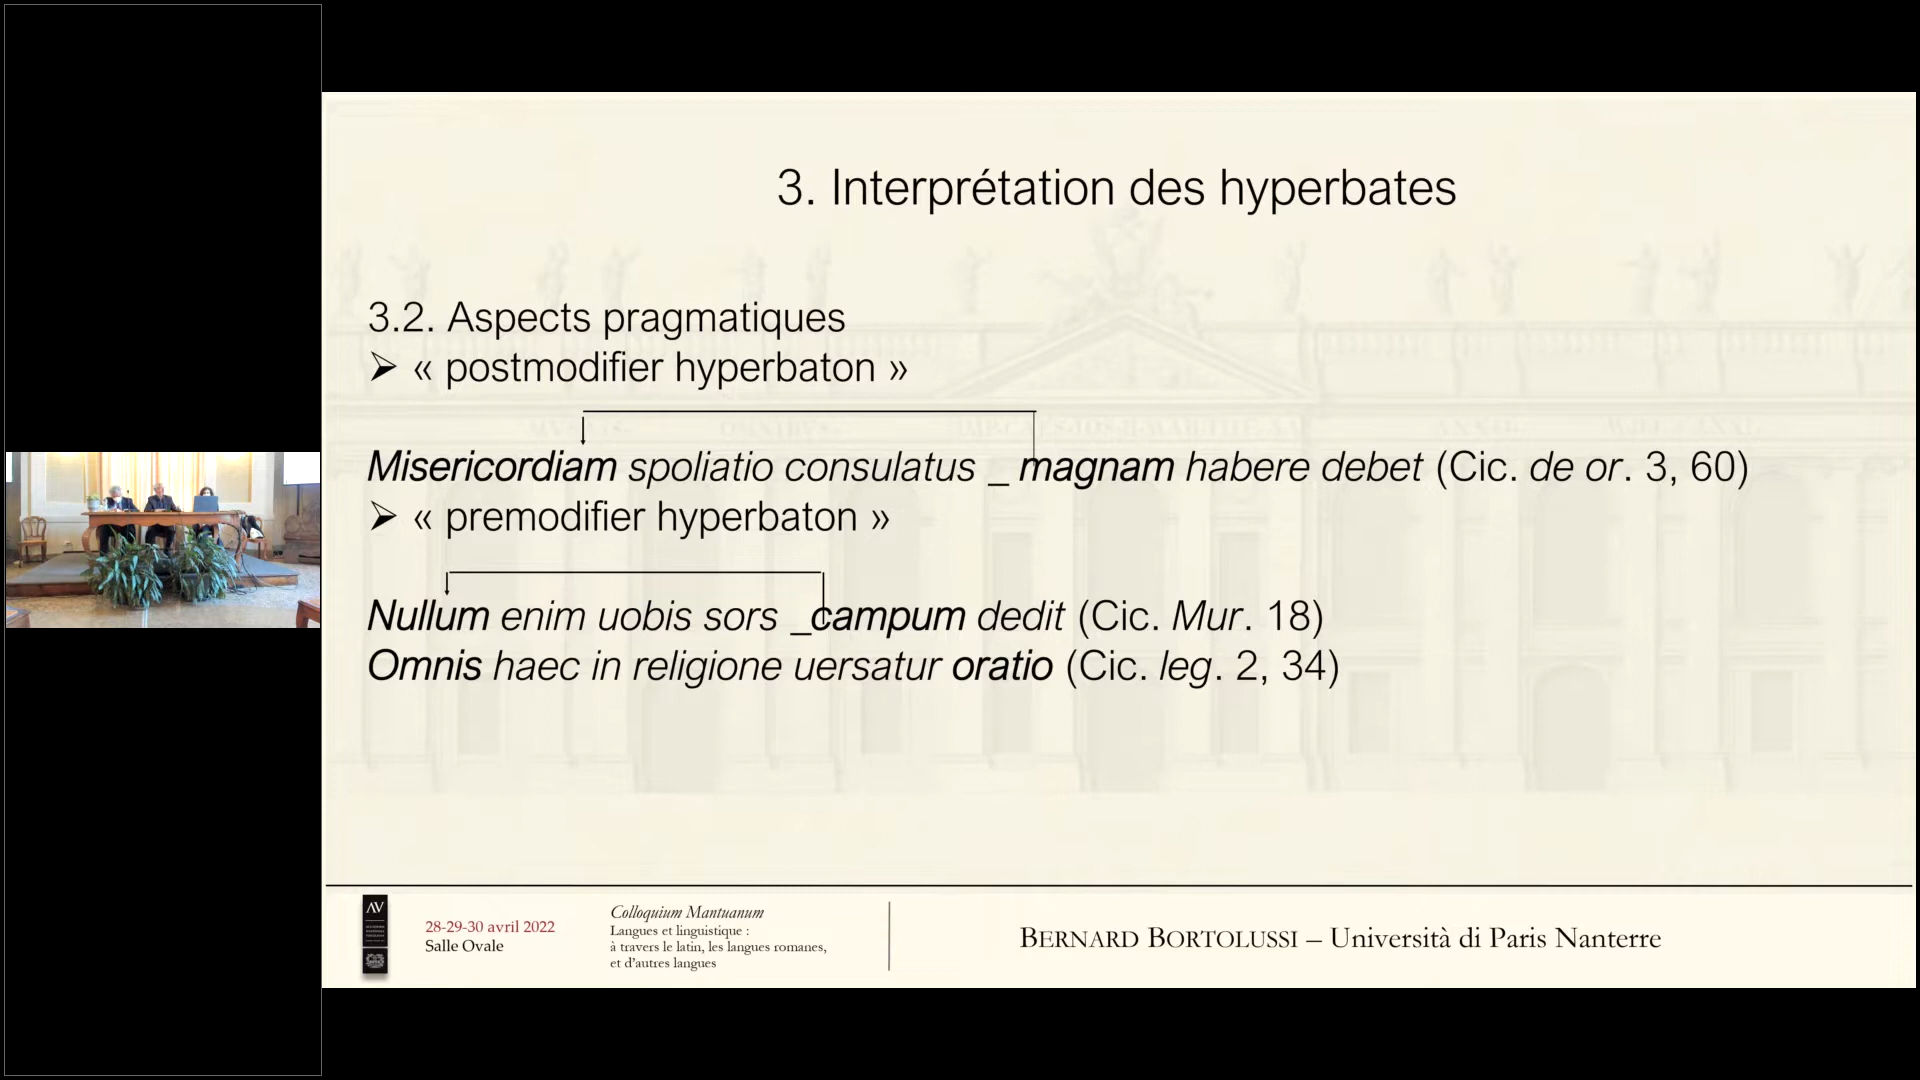 3. Interprétation des hyperbates
3.2. Aspects pragmatiques
➢ « postmodifier hyperbaton »
Misericordiam spoliatio consulatus _ magnam habere debet (Cic. de or. 3, 60)
➢ « premodifier hyperbaton »
Nullum enim uobis sors _campum dedit (Cic. Mur. 18)
Omnis haec in religione uersatur oratio (Cic. leg. 2, 34)
AV
28-29-30 avril 2022
Salle Ovale
Colloquium Mantuanum
Langues et linguistique :
à travers le latin, les langues romanes,
et d'autres langues
BERNARD BORTOLUSSI – Università di Paris Nanterre